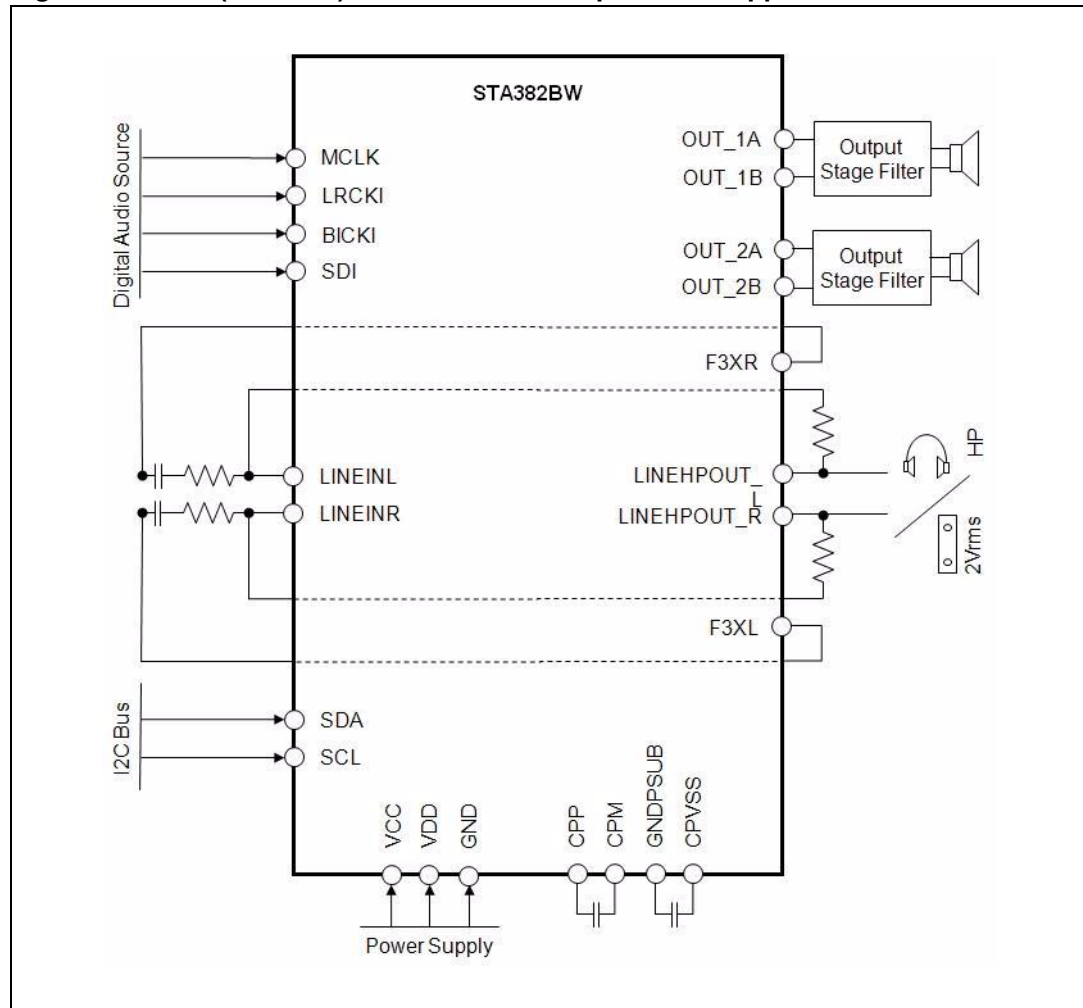 STA382BW
Digital Audio Source
MCLK
LRCKI
BICKI
SDI
OUT_1A
OUT_1B
Output
Stage Filter
OUT_2A
OUT_2B
Output
Stage Filter
F3XR
LINEINL
LINEINR
LINEHPOUT_
L
LINEHPOUT_R
HP
2Vrms
F3XL
I2C Bus
SDA
SCL
VCC
VDD
GND
CPP
CPM
GNDPSUB
CPVSS
Power Supply